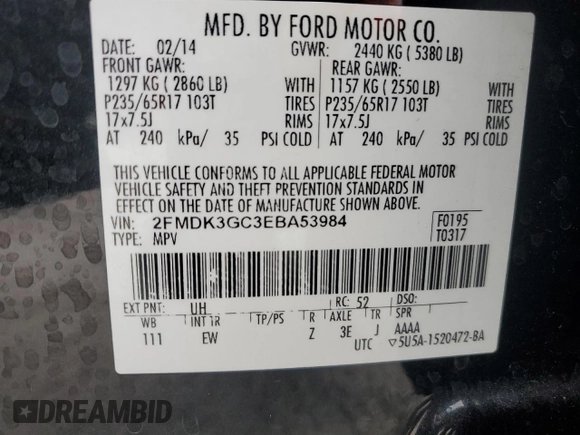 MFD. BY FORD MOTOR CO.
DATE: 02/14 GVWR: 2440 KG ( 5380 LB)
FRONT GAWR: REAR GAWR:
1297 KG ( 2860 LB) WITH 1157 KG ( 2550 LB) WITH
P235/65R17 103T TIRES P235/65R17 103T TIRES
17x7.5J RIMS 17x7.5J RIMS
AT 240 kPa/ 35 PSI COLD AT 240 kPa/ 35 PSI COLD
THIS VEHICLE CONFORMS TO ALL APPLICABLE FEDERAL MOTOR
VEHICLE SAFETY AND THEFT PREVENTION STANDARDS IN
EFFECT ON THE DATE OF MANUFACTURE SHOWN ABOVE.
VIN: 2FMDK3GC3EBA53984 F0195
TYPE: MPV T0317
EXT PNT: UH RC: 52 DSO:
WB INT TR TP/PS R AXLE TR SPR
111 EW Z 3E J AAAA
UTC ▽5U5A-1520472-BA
DREAMBID